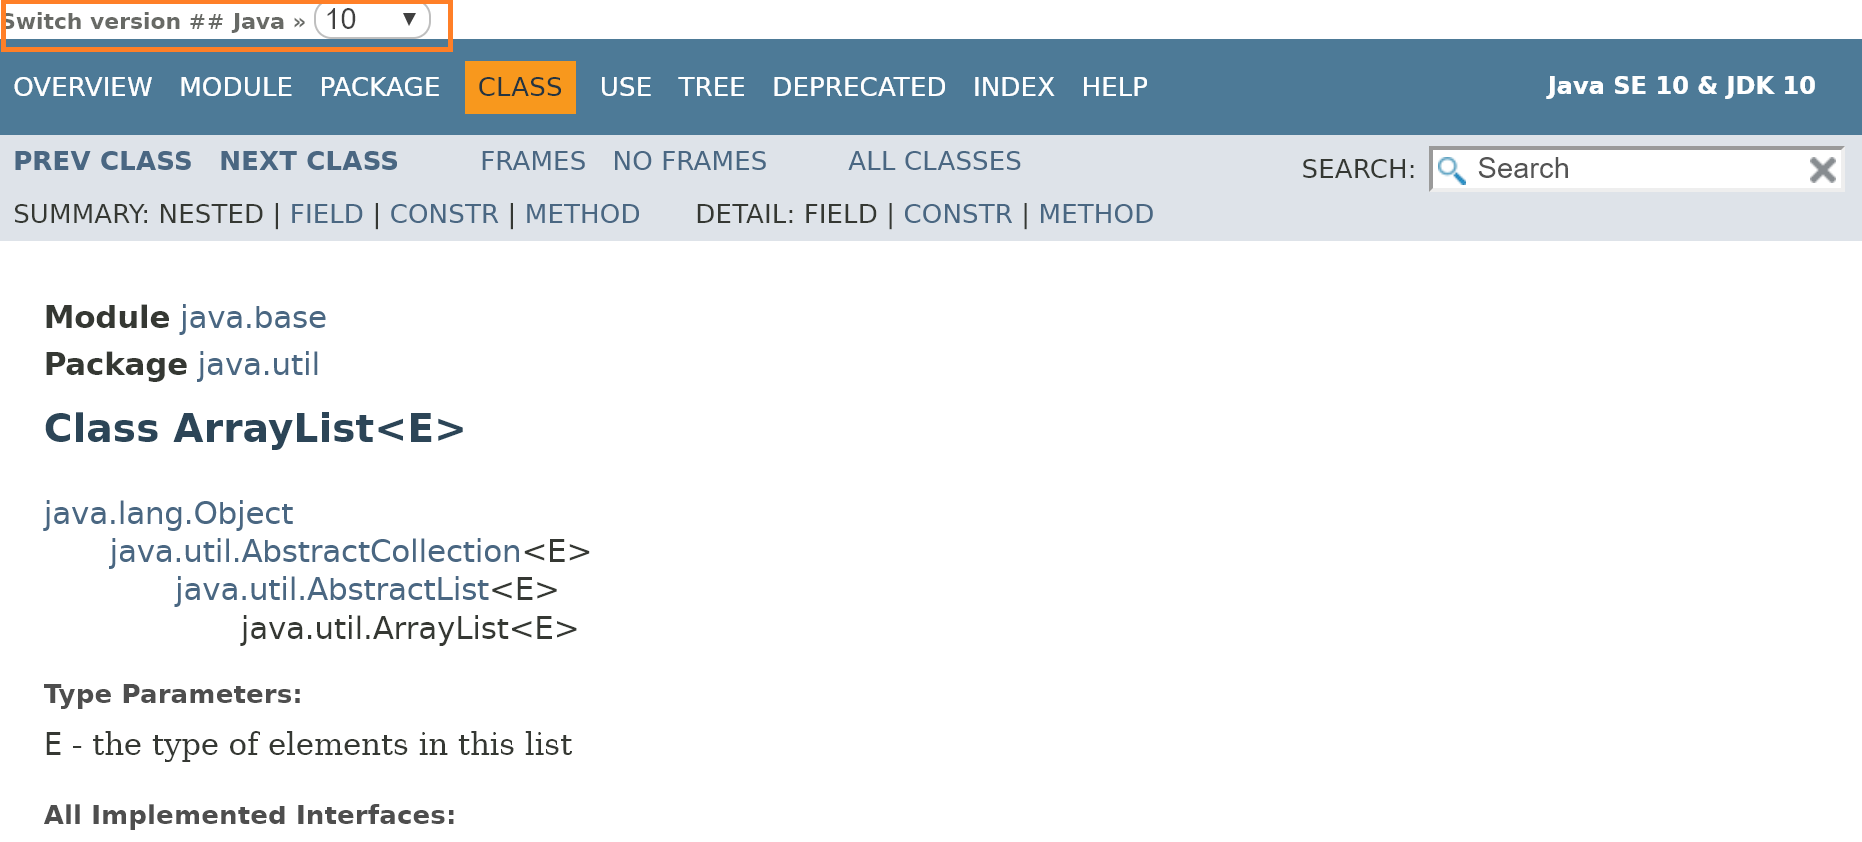 Switch version ## Java » 10 ▼
OVERVIEW MODULE PACKAGE CLASS USE TREE DEPRECATED INDEX HELP Java SE 10 & JDK 10
PREV CLASS NEXT CLASS FRAMES NO FRAMES ALL CLASSES SEARCH: Search
SUMMARY: NESTED | FIELD | CONSTR | METHOD DETAIL: FIELD | CONSTR | METHOD
Module java.base
Package java.util
Class ArrayList<E>
java.lang.Object
java.util.AbstractCollection<E>
java.util.AbstractList<E>
java.util.ArrayList<E>
Type Parameters:
E - the type of elements in this list
All Implemented Interfaces: